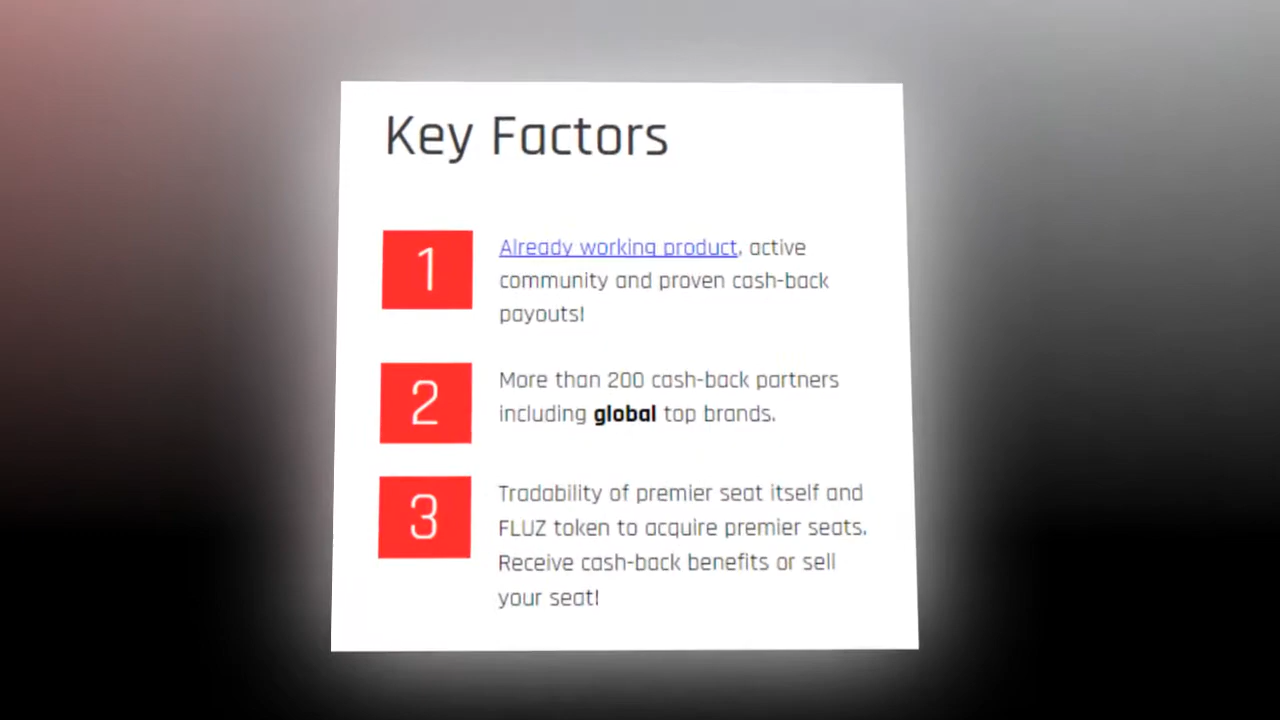 Key Factors
1
Already working product, active
community and proven cash-back
payouts!
2
More than 200 cash-back partners
including global top brands.
3
Tradability of premier seat itself and
FLUZ token to acquire premier seats.
Receive cash-back benefits or sell
your seat!